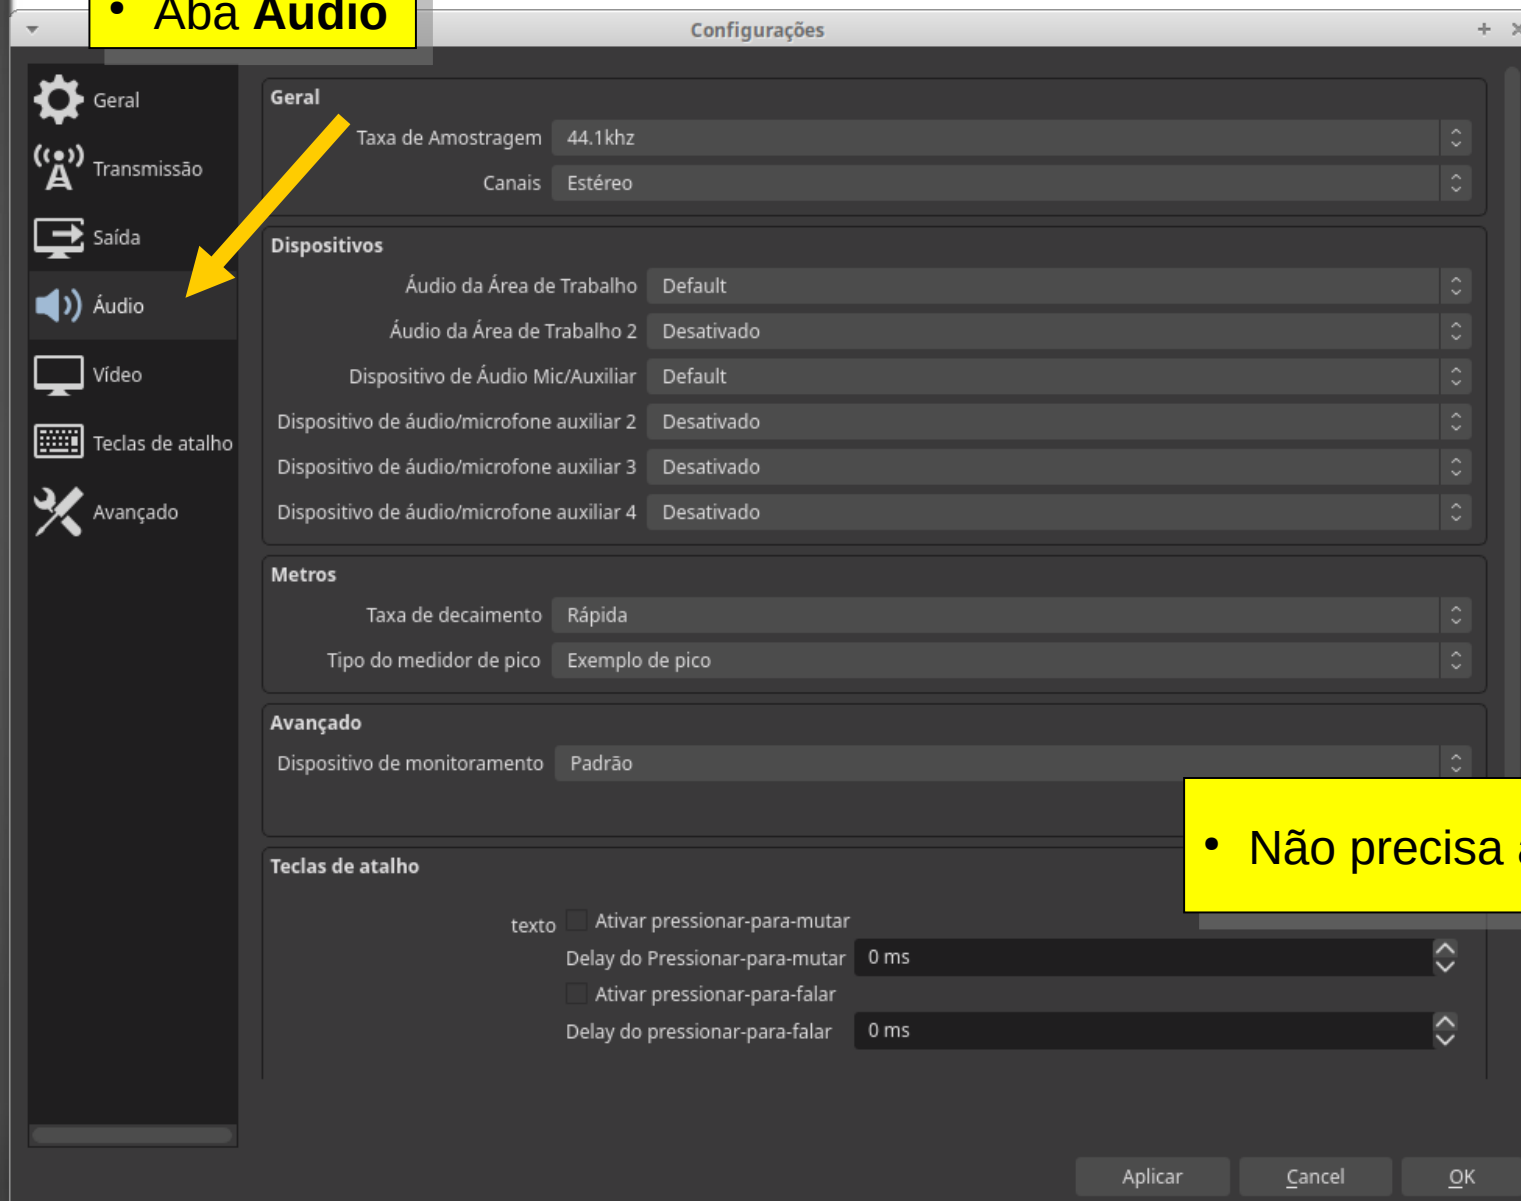 • Aba Áudio
Configurações
Geral
Transmissão
Saída
Áudio
Vídeo
Teclas de atalho
Avançado
Geral
Taxa de Amostragem 44.1khz
Canais Estéreo
Dispositivos
Áudio da Área de Trabalho Default
Áudio da Área de Trabalho 2 Desativado
Dispositivo de Áudio Mic/Auxiliar Default
Dispositivo de áudio/microfone auxiliar 2 Desativado
Dispositivo de áudio/microfone auxiliar 3 Desativado
Dispositivo de áudio/microfone auxiliar 4 Desativado
Metros
Taxa de decaimento Rápida
Tipo do medidor de pico Exemplo de pico
Avançado
Dispositivo de monitoramento Padrão
• Não precisa
Teclas de atalho
texto Ativar pressionar-para-mutar
Delay do Pressionar-para-mutar 0 ms
Ativar pressionar-para-falar
Delay do pressionar-para-falar 0 ms
Aplicar Cancel OK